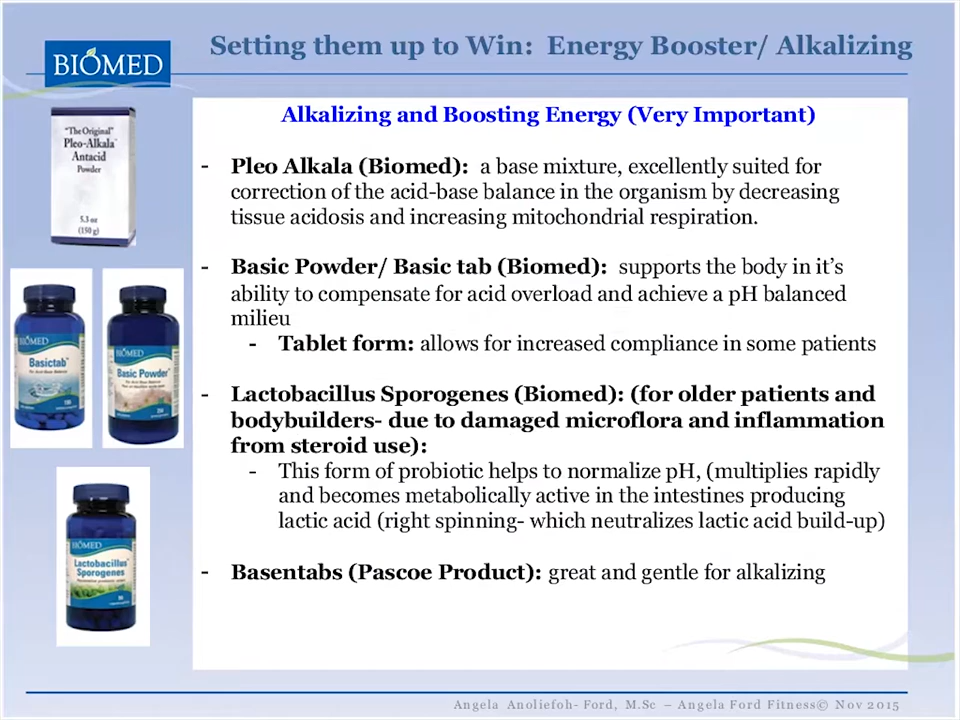 Setting them up to Win: Energy Booster/ Alkalizing
BIOMED
Alkalizing and Boosting Energy (Very Important)
"The Original"
Pleo-Alkala
Antacid
Powder
5.3 oz
(150 g)
- Pleo Alkala (Biomed): a base mixture, excellently suited for
correction of the acid-base balance in the organism by decreasing
tissue acidosis and increasing mitochondrial respiration.
- Basic Powder/ Basic tab (Biomed): supports the body in it's
ability to compensate for acid overload and achieve a pH balanced
milieu
- Tablet form: allows for increased compliance in some patients
BIOMED
Basictab
BIOMED
Basic Powder
- Lactobacillus Sporogenes (Biomed): (for older patients and
bodybuilders- due to damaged microflora and inflammation
from steroid use):
- This form of probiotic helps to normalize pH, (multiplies rapidly
and becomes metabolically active in the intestines producing
lactic acid (right spinning- which neutralizes lactic acid build-up)
BIOMED
Lactobacillus
Sporogenes
- Basentabs (Pascoe Product): great and gentle for alkalizing
Angela Anoliefoh- Ford, M.Sc – Angela Ford Fitness© Nov 2015